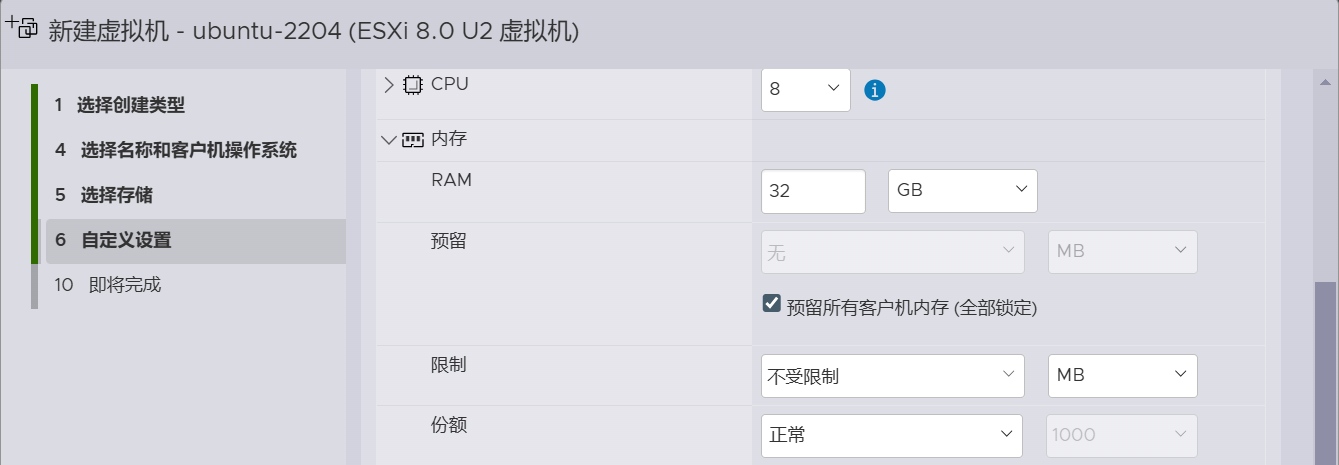 新建虚拟机 - ubuntu-2204 (ESXi 8.0 U2 虚拟机)
1 选择创建类型
4 选择名称和客户机操作系统
5 选择存储
6 自定义设置
10 即将完成
CPU 8
内存
RAM 32 GB
预留 无 MB
预留所有客户机内存 (全部锁定)
限制 不受限制 MB
份额 正常 1000